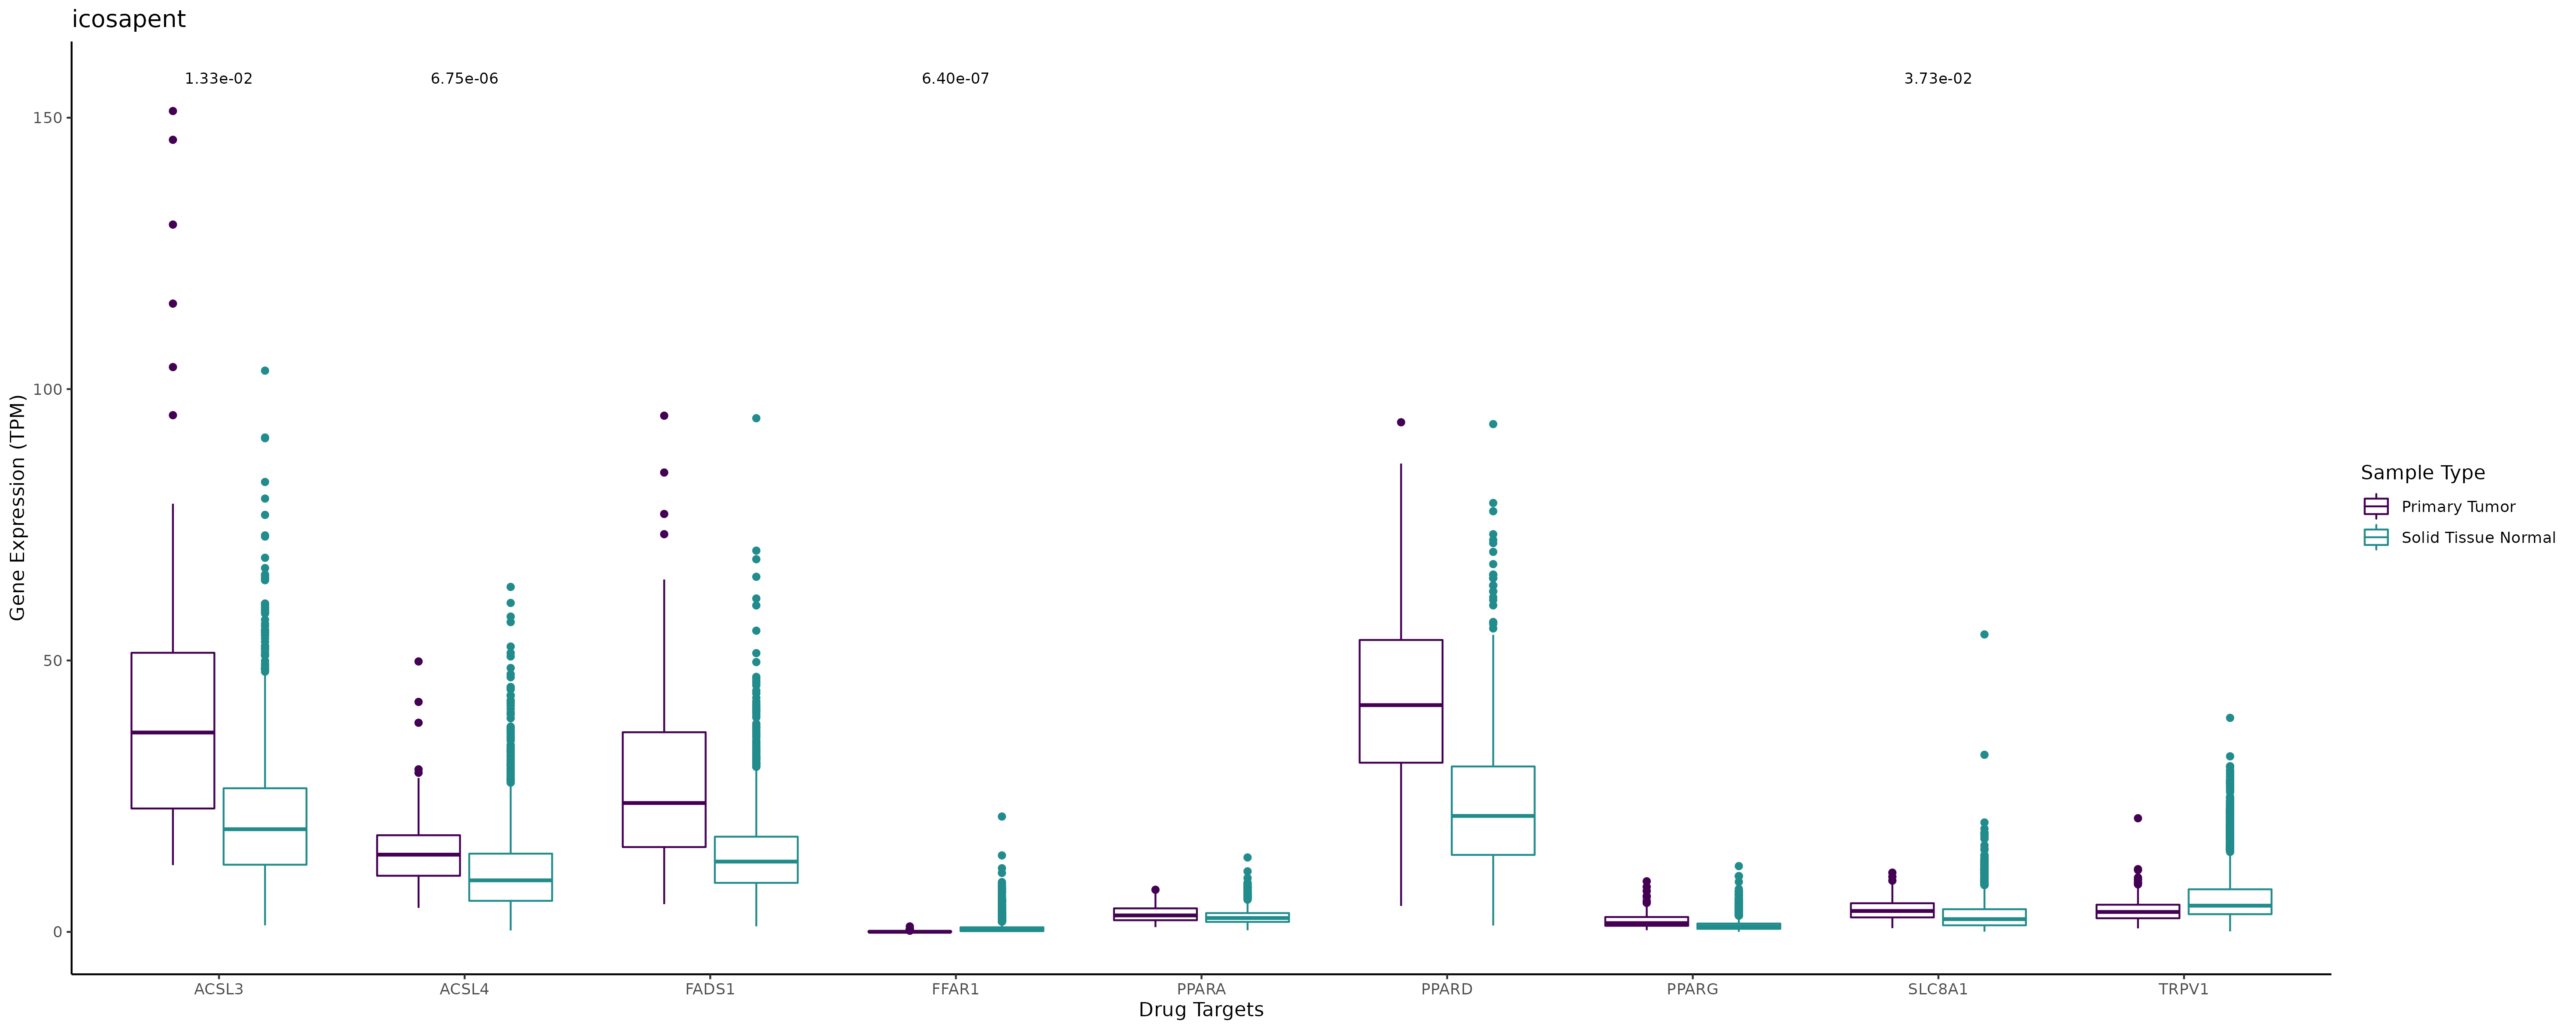 icosapent
1.33e-02 6.75e-06 6.40e-07 3.73e-02
150
100
50
0
Gene Expression (TPM)
ACSL3 ACSL4 FADS1 FFAR1 PPARA PPARD PPARG SLC8A1 TRPV1
Drug Targets
Sample Type
Primary Tumor
Solid Tissue Normal